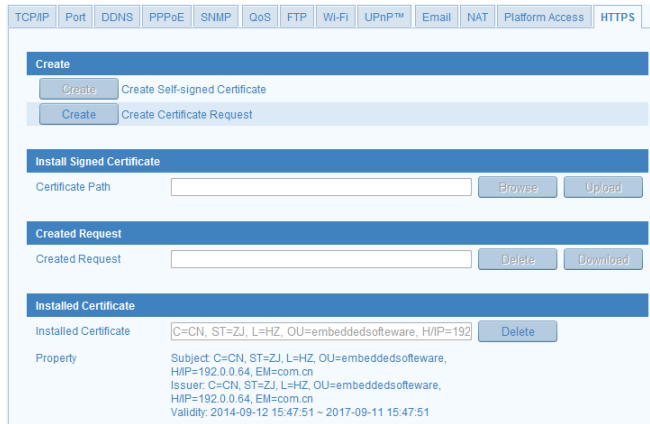 TCP/IP Port DDNS PPPoE SNMP QoS FTP Wi-Fi UPnP™ Email NAT Platform Access HTTPS
Create
Create Create Self-signed Certificate
Create Create Certificate Request
Install Signed Certificate
Certificate Path Browse Upload
Created Request
Created Request Delete Download
Installed Certificate
Installed Certificate C=CN, ST=ZJ, L=HZ, OU=embeddedsofteware, H/IP=192 Delete
Property Subject: C=CN, ST=ZJ, L=HZ, OU=embeddedsofteware,
H/IP=192.0.0.64, EM=com.cn
Issuer: C=CN, ST=ZJ, L=HZ, OU=embeddedsofteware,
H/IP=192.0.0.64, EM=com.cn
Validity: 2014-09-12 15:47:51 ~ 2017-09-11 15:47:51